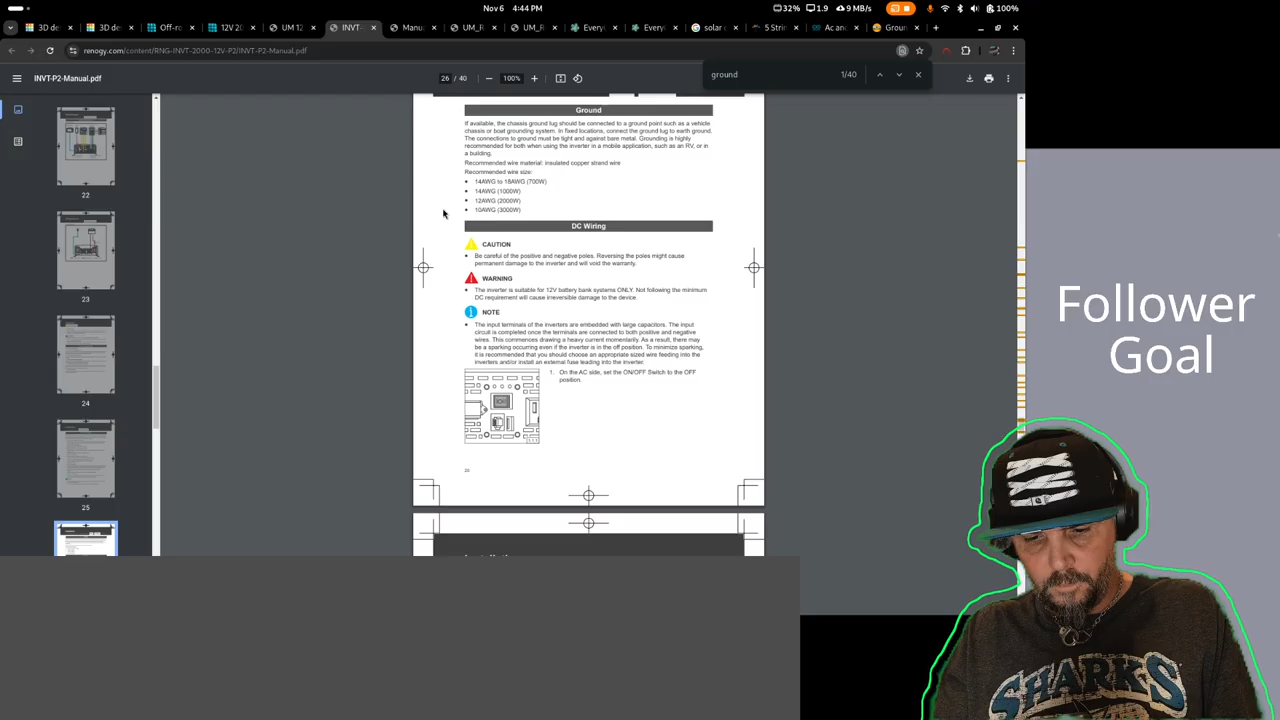 Nov 6 4:44 PM
32% 1.9 9 MB/s 100%
3D de
3D de
Off-ro
12V 20
UM 12
INVT-
Manua
UM_R
UM_R
Every
Every
solar c
5 Strin
Ac and
Groun
renogy.com/content/RNG-INVT-2000-12V-P2/INVT-P2-Manual.pdf
INVT-P2-Manual.pdf
26 / 40
100%
ground
1/40
22
23
24
25
Ground
If available, the chassis ground lug should be connected to a ground point such as a vehicle
chassis or boat grounding system. In fixed locations, connect the ground lug to earth ground.
The connections to ground must be tight and against bare metal. Grounding is highly
recommended for both when using the inverter in a mobile application, such as an RV, or in
a building.
Recommended wire material: insulated copper strand wire
Recommended wire size:
• 14AWG to 18AWG (700W)
• 14AWG (1000W)
• 12AWG (2000W)
• 10AWG (3000W)
DC Wiring
CAUTION
• Be careful of the positive and negative poles. Reversing the poles might cause
permanent damage to the inverter and will void the warranty.
WARNING
• The inverter is suitable for 12V battery bank systems ONLY. Not following the minimum
DC requirement will cause irreversible damage to the device
NOTE
• The input terminals of the inverters are embedded with large capacitors. The input
circuit is completed once the terminals are connected to both positive and negative
wires. This commences drawing a heavy current momentarily. As a result, there may
be a sparking occurring even if the inverter is in the off position. To minimize sparking,
it is recommended that you should choose an appropriate sized wire feeding into the
inverters and/or install an external fuse leading into the inverter.
1. On the AC side, set the ON/OFF Switch to the OFF
position.
Follower
Goal
SHARKS